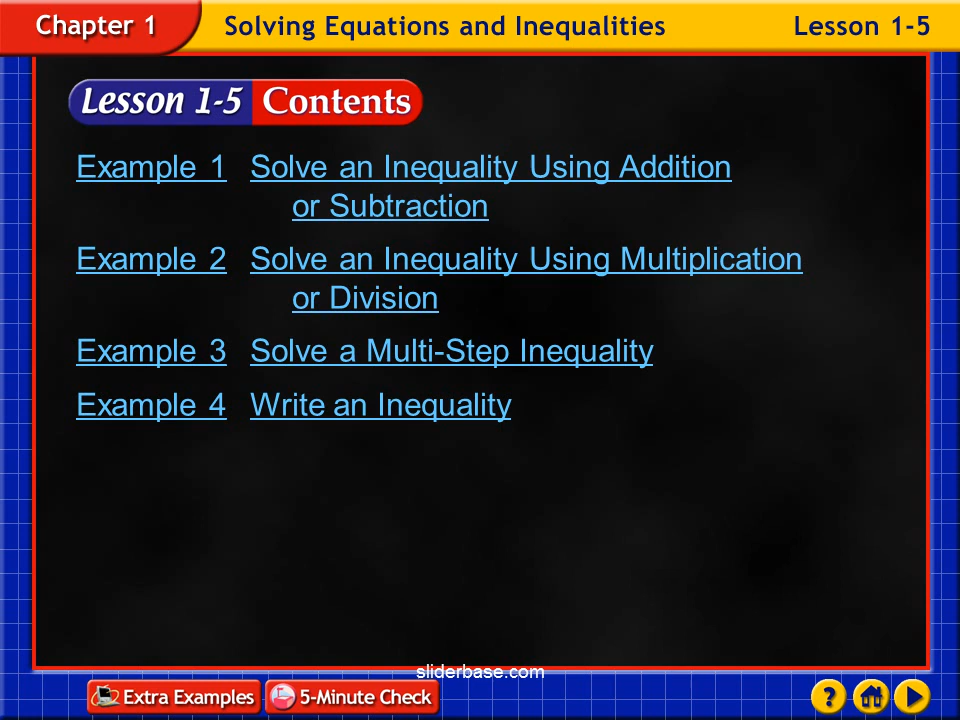 Chapter 1 Solving Equations and Inequalities Lesson 1-5
Lesson 1-5 Contents
Example 1 Solve an Inequality Using Addition
or Subtraction
Example 2 Solve an Inequality Using Multiplication
or Division
Example 3 Solve a Multi-Step Inequality
Example 4 Write an Inequality
sliderbase.com
Extra Examples 5-Minute Check ?